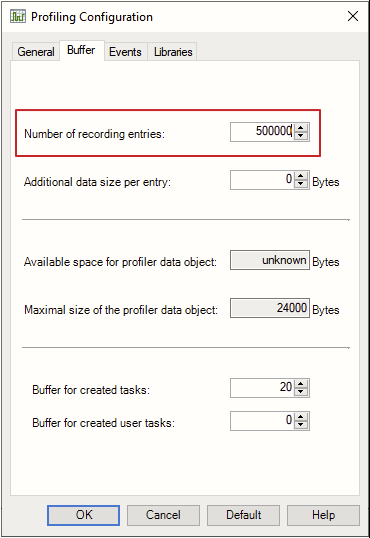 Profiling Configuration
General Buffer Events Libraries
Number of recording entries: 500000
Additional data size per entry: 0 Bytes
Available space for profiler data object: unknown Bytes
Maximal size of the profiler data object: 24000 Bytes
Buffer for created tasks: 20
Buffer for created user tasks: 0
OK Cancel Default Help